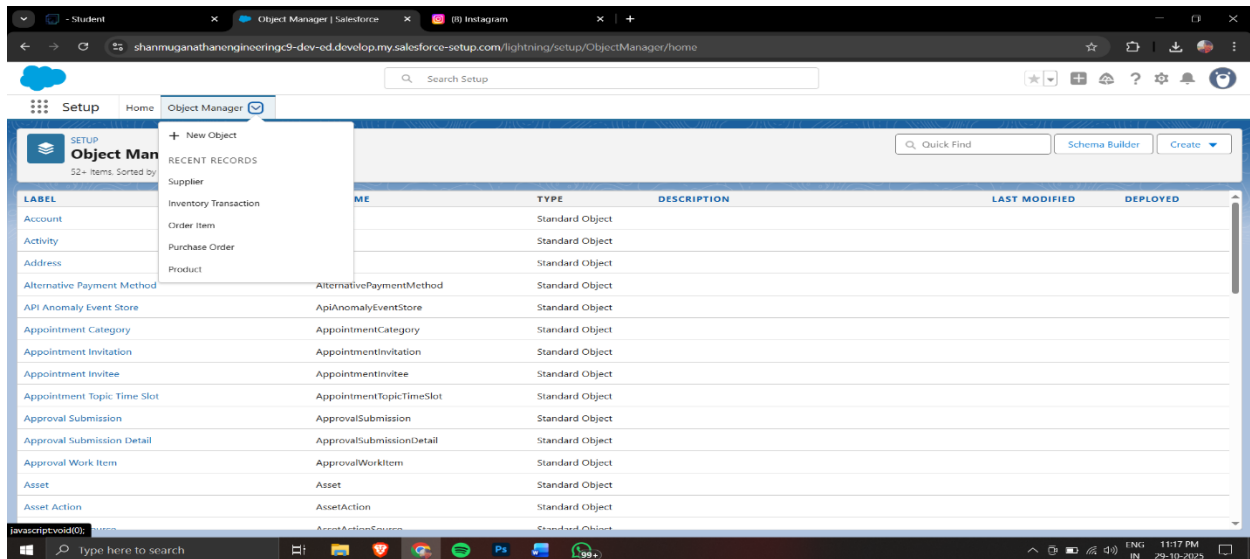 - Student
Object Manager | Salesforce
(8) Instagram
shanmuganathanengineeringc9-dev-ed.develop.my.salesforce-setup.com/lightning/setup/ObjectManager/home
Search Setup
Setup Home Object Manager
New Object
RECENT RECORDS
Supplier
Inventory Transaction
Order Item
Purchase Order
Product
SETUP
Object Man
52+ Items, Sorted by
Quick Find
Schema Builder
Create
LABEL ME TYPE DESCRIPTION LAST MODIFIED DEPLOYED
Account Standard Object
Activity Standard Object
Address Standard Object
Alternative Payment Method AlternativePaymentMethod Standard Object
API Anomaly Event Store ApiAnomalyEventStore Standard Object
Appointment Category AppointmentCategory Standard Object
Appointment Invitation AppointmentInvitation Standard Object
Appointment Invitee AppointmentInvitee Standard Object
Appointment Topic Time Slot AppointmentTopicTimeSlot Standard Object
Approval Submission ApprovalSubmission Standard Object
Approval Submission Detail ApprovalSubmissionDetail Standard Object
Approval Work Item ApprovalWorkItem Standard Object
Asset Asset Standard Object
Asset Action AssetAction Standard Object
AssetActionSource Standard Object
javascript:void(0);
Type here to search
Ps
99+
ENG
IN
11:17 PM
29-10-2025